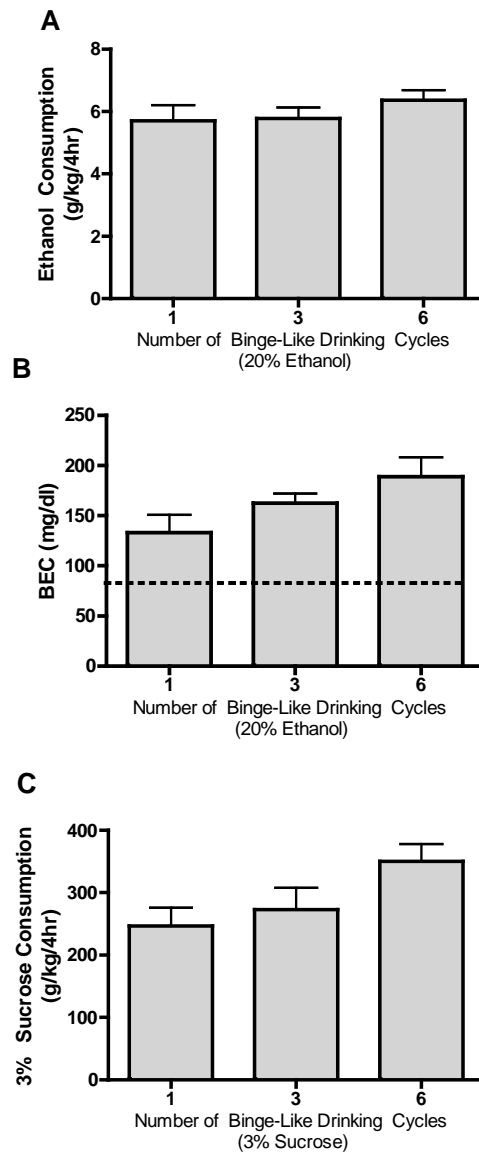 A
Ethanol Consumption
(g/kg/4hr)
8
6
4
2
0
1 3 6
Number of Binge-Like Drinking Cycles
(20% Ethanol)
B
BEC (mg/dl)
250
200
150
100
50
0
1 3 6
Number of Binge-Like Drinking Cycles
(20% Ethanol)
C
3% Sucrose Consumption
(g/kg/4hr)
400
300
200
100
0
1 3 6
Number of Binge-Like Drinking Cycles
(3% Sucrose)